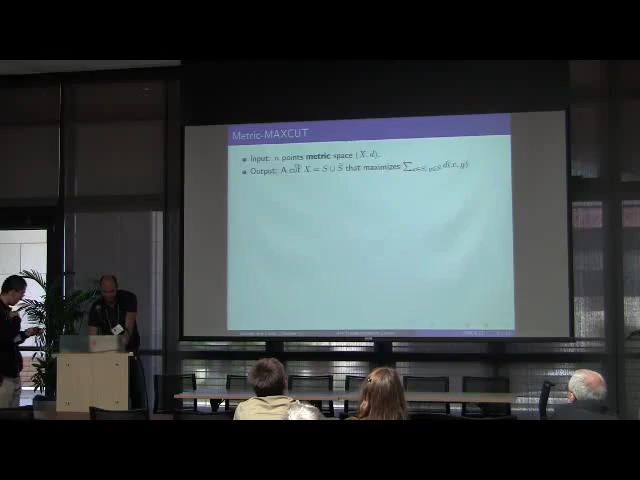 Metric-MAXCUT
Input: n points metric space (X, d).
Output: A cut X = S ∪ S̄ that maximizes ∑x∈S, y∈S̄ d(x, y)